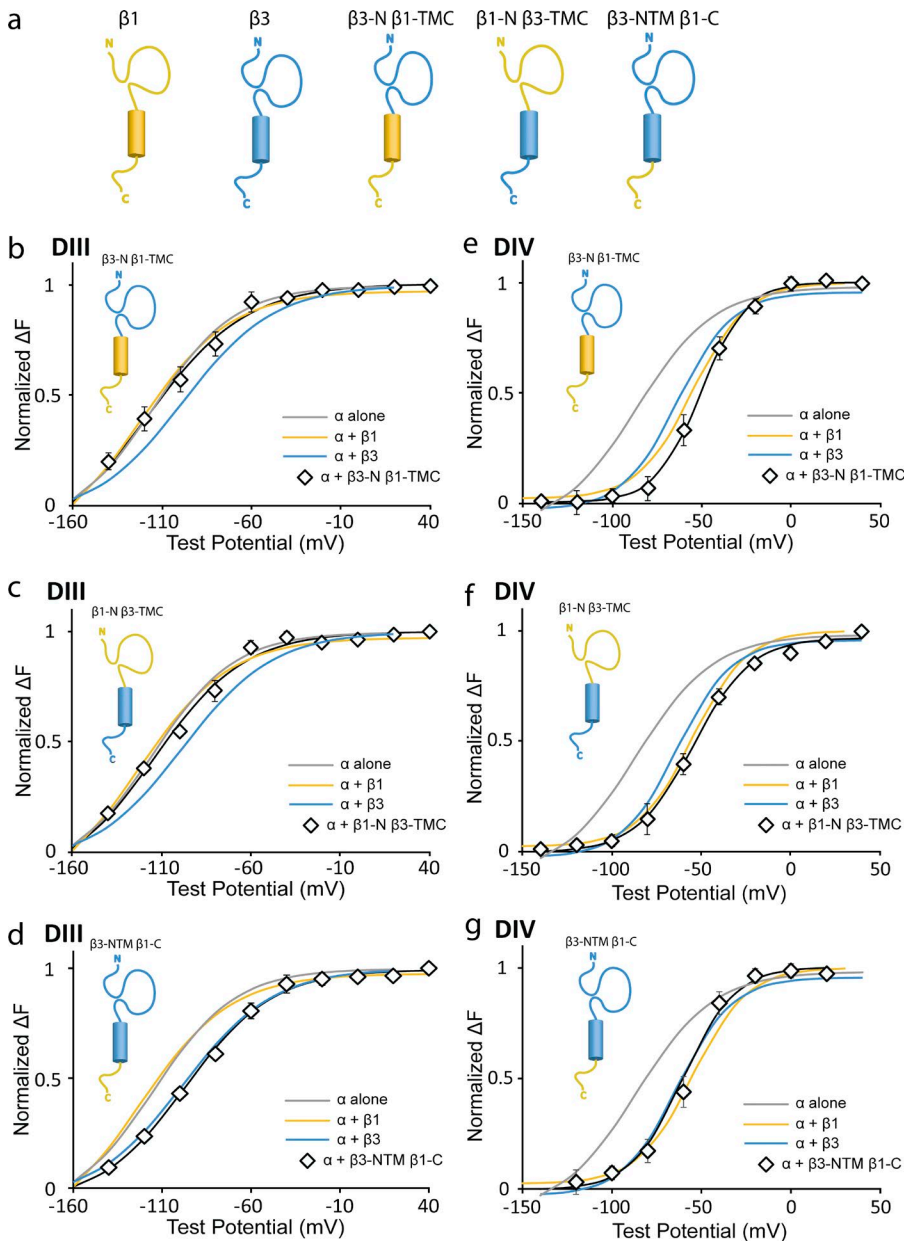 a
β1 β3 β3-N β1-TMC β1-N β3-TMC β3-NTM β1-C
N N N N N
C C C C C
b DIII
β3-N β1-TMC
N
C
Normalized ΔF
1
0.5
0
-160 -110 -60 -10 40
Test Potential (mV)
α alone
α + β1
α + β3
α + β3-N β1-TMC
e DIV
β3-N β1-TMC
N
C
Normalized ΔF
1
0.5
0
-150 -100 -50 0 50
Test Potential (mV)
α alone
α + β1
α + β3
α + β3-N β1-TMC
c DIII
β1-N β3-TMC
N
C
Normalized ΔF
1
0.5
0
-160 -110 -60 -10 40
Test Potential (mV)
α alone
α + β1
α + β3
α + β1-N β3-TMC
f DIV
β1-N β3-TMC
N
C
Normalized ΔF
1
0.5
0
-150 -100 -50 0 50
Test Potential (mV)
α alone
α + β1
α + β3
α + β1-N β3-TMC
d DIII
β3-NTM β1-C
N
C
Normalized ΔF
1
0.5
0
-160 -110 -60 -10 40
Test Potential (mV)
α alone
α + β1
α + β3
α + β3-NTM β1-C
g DIV
β3-NTM β1-C
N
C
Normalized ΔF
1
0.5
0
-150 -100 -50 0 50
Test Potential (mV)
α alone
α + β1
α + β3
α + β3-NTM β1-C